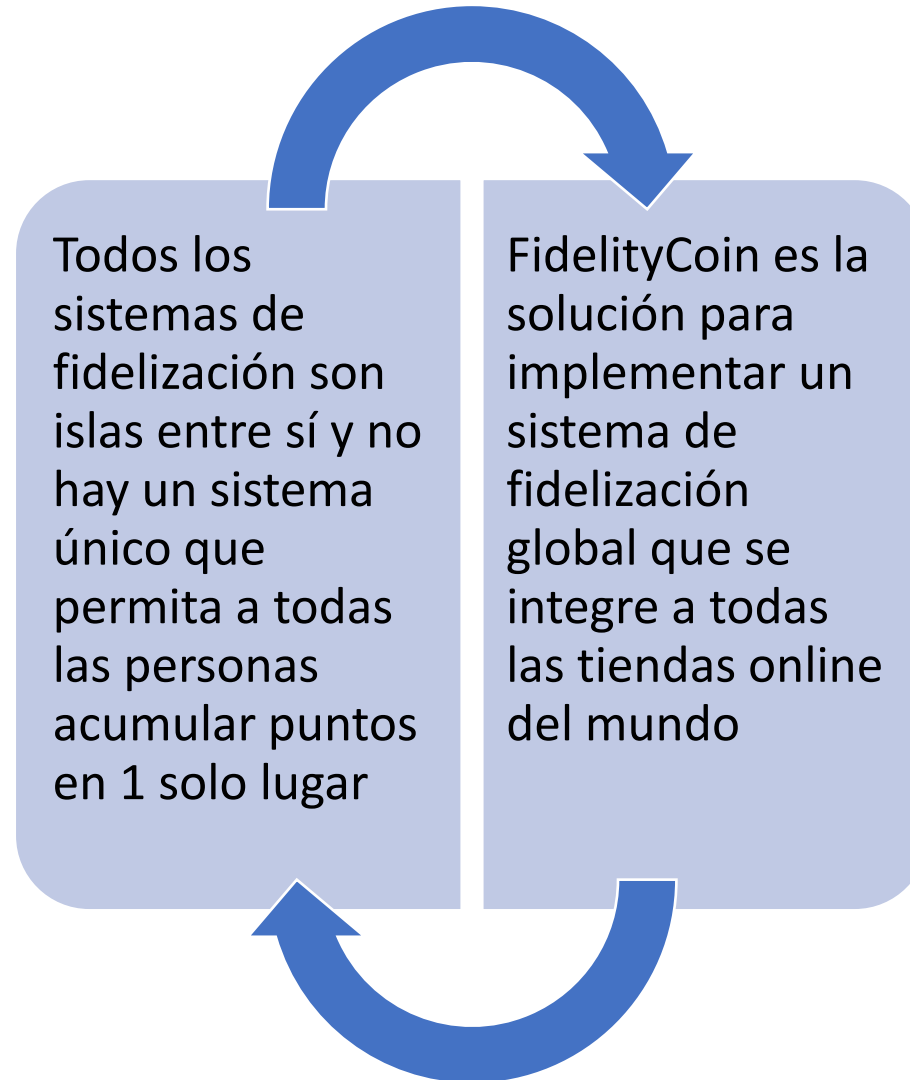 Todos los
sistemas de
fidelización son
islas entre sí y no
hay un sistema
único que
permita a todas
las personas
acumular puntos
en 1 solo lugar
FidelityCoin es la
solución para
implementar un
sistema de
fidelización
global que se
integre a todas
las tiendas online
del mundo